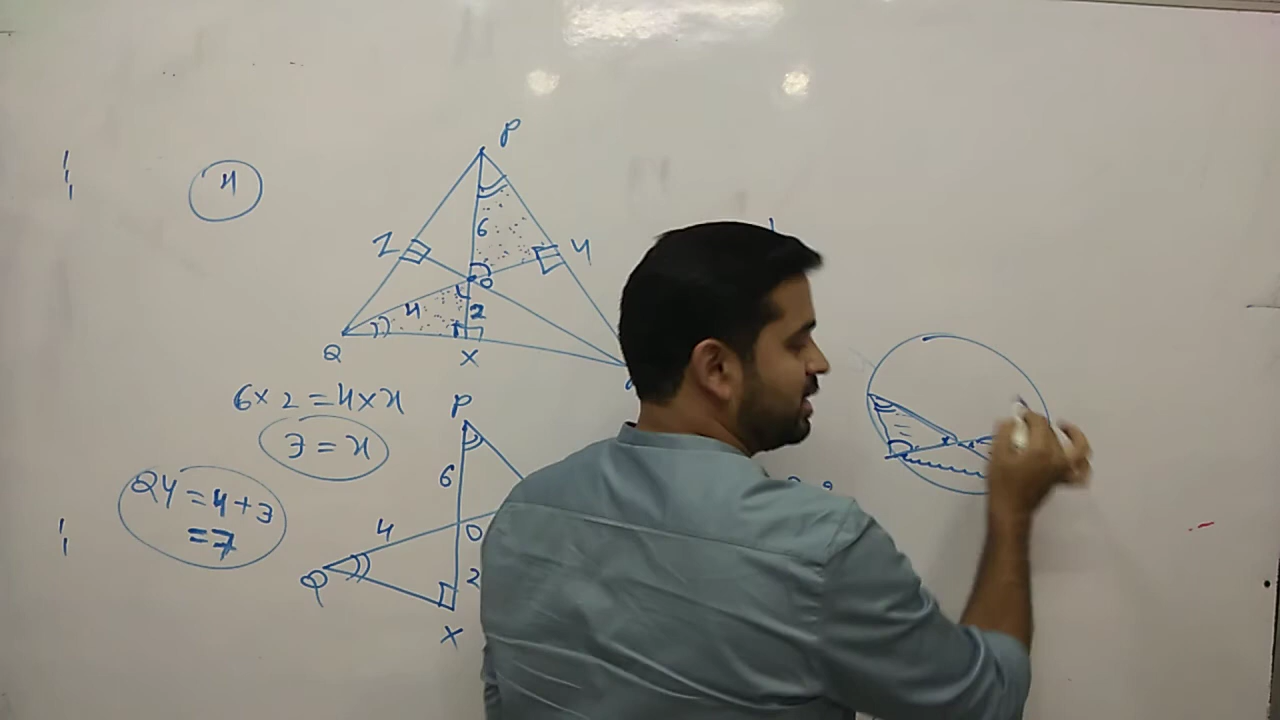 4
P
Z
6
Y
O
4
2
Q
X
6 × 2 = 4 × x
3 = x
P
6
QY = 4 + 3
= 7
4
O
Q
2
X